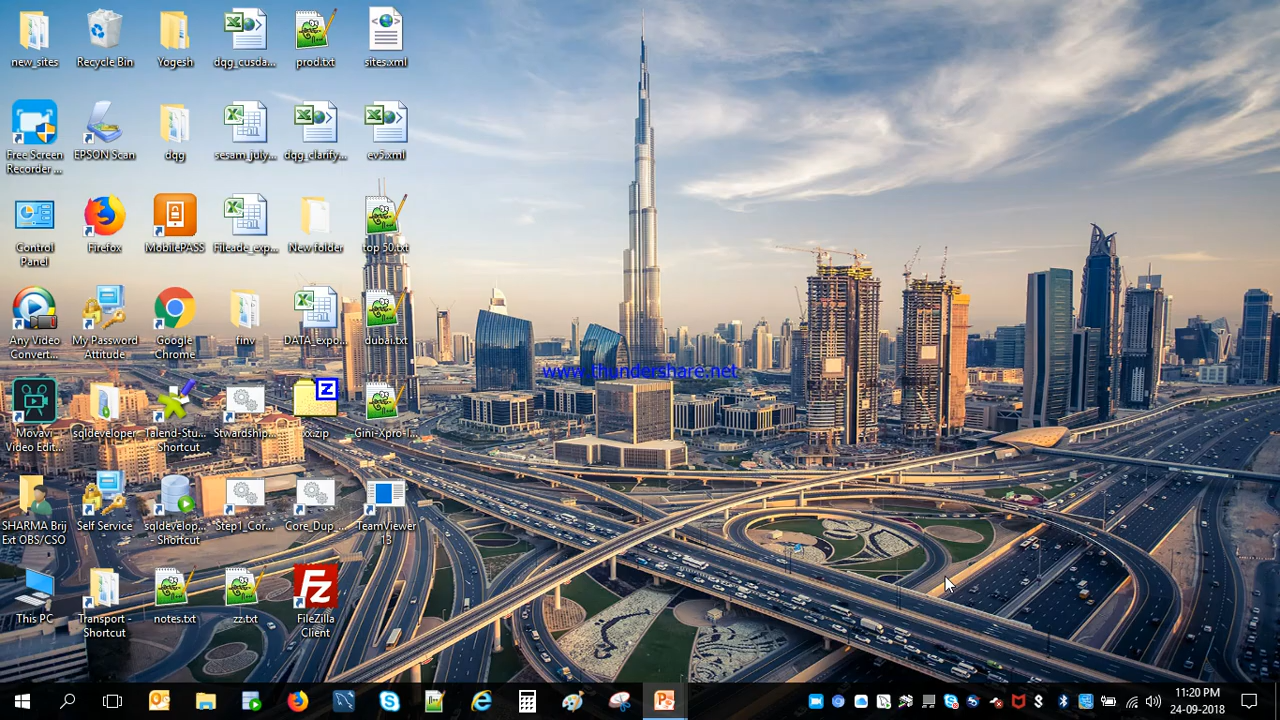 new_sites
Recycle Bin
Yogesh
dqg_cusda...
prod.txt
sites.xml
Free Screen
Recorder ...
EPSON Scan
dqg
sesam_july...
dqg_clarify...
ev5.xml
Control
Panel
Firefox
MobilePASS
Fileade_exp...
New folder
top 50.txt
Any Video
Convert...
My Password
Attitude
Google
Chrome
finv
DATA_expo...
dubai.txt
www.thundershare.net
Movavi
Video Edit...
sqldeveloper
Talend-Stu...
Shortcut
Stwardship...
xx.zip
Gini-Xpro-I...
SHARMA Brij
Ext OBS/CSO
Self Service
sqldevelop...
Shortcut
Step1_Cor...
Core_Dup_...
TeamViewer
13
This PC
Transport -
Shortcut
notes.txt
zz.txt
FileZilla
Client
11:20 PM
24-09-2018